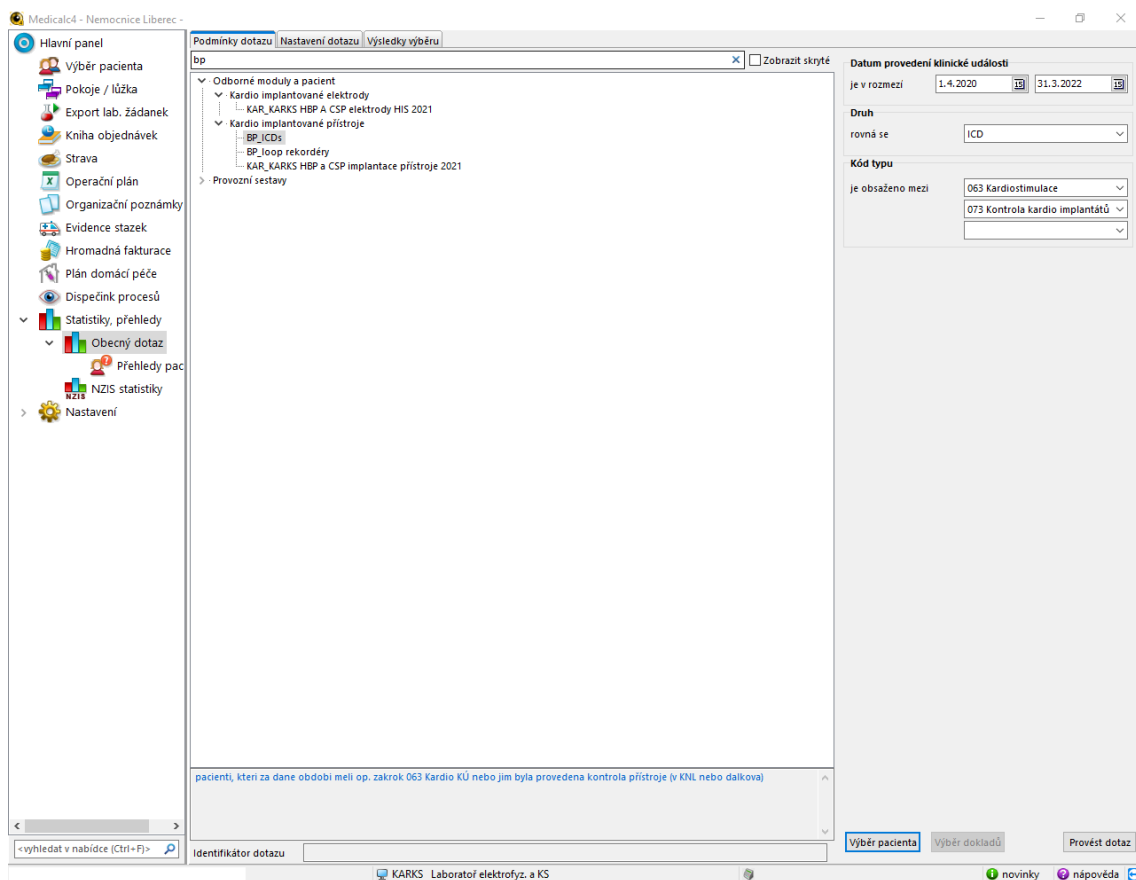 Medicalc4 - Nemocnice Liberec -
Hlavní panel
Výběr pacienta
Pokoje / lůžka
Export lab. žádanek
Kniha objednávek
Strava
Operační plán
Organizační poznámky
Evidence stazek
Hromadná fakturace
Plán domácí péče
Dispečink procesů
Statistiky, přehledy
Obecný dotaz
Přehledy pac
NZIS statistiky
Nastavení
<vyhledat v nabídce (Ctrl+F)>
Podmínky dotazu Nastavení dotazu Výsledky výběru
bp
Zobrazit skryté
Odborné moduly a pacient
Kardio implantované elektrody
KAR_KARKS HBP A CSP elektrody HIS 2021
Kardio implantované přístroje
BP_ICDs
BP_loop rekordéry
KAR_KARKS HBP a CSP implantace přístroje 2021
Provozní sestavy
pacienti, kteri za dane obdobi meli op. zakrok 063 Kardio KÚ nebo jim byla provedena kontrola přístroje (v KNL nebo dalkova)
Identifikátor dotazu
Datum provedení klinické události
je v rozmezí 1.4.2020 15 31.3.2022 15
Druh
rovná se ICD
Kód typu
je obsaženo mezi 063 Kardiostimulace
073 Kontrola kardio implantátů
Výběr pacienta Výběr dokladů Provést dotaz
KARKS Laboratoř elektrofyz. a KS
novinky nápověda